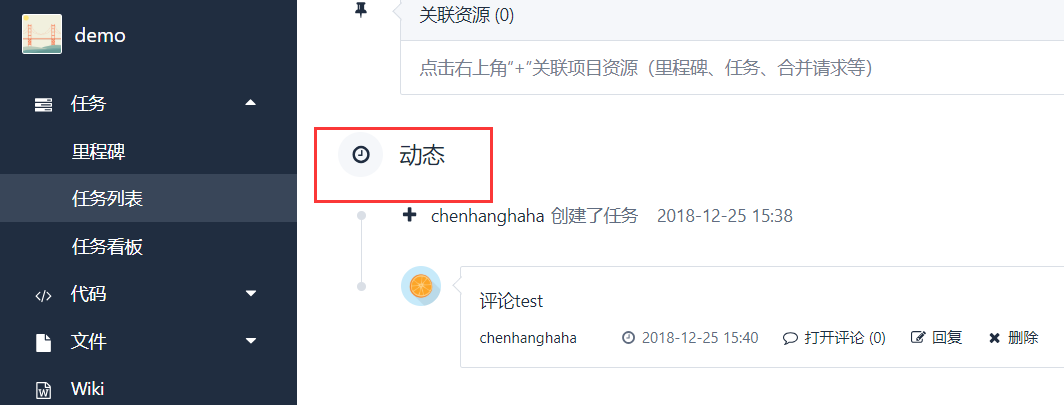 demo
任务
里程碑
任务列表
任务看板
代码
文件
Wiki
关联资源 (0)
点击右上角“+”关联项目资源（里程碑、任务、合并请求等）
动态
chenhanghaha 创建了任务 2018-12-25 15:38
评论test
chenhanghaha 2018-12-25 15:40 打开评论 (0) 回复 删除